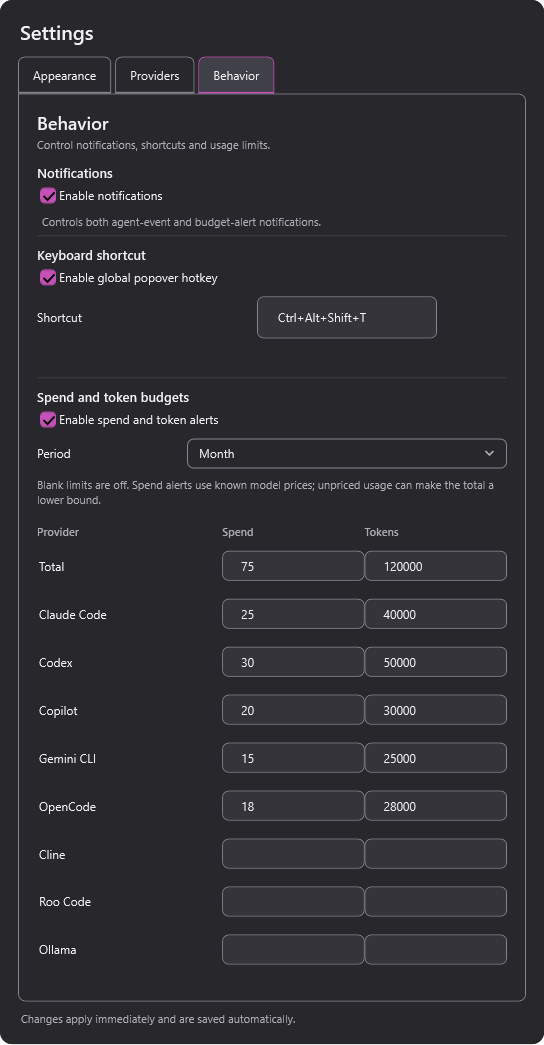 Settings
Appearance
Providers
Behavior
Behavior
Control notifications, shortcuts and usage limits.
Notifications
Enable notifications
Controls both agent-event and budget-alert notifications.
Keyboard shortcut
Enable global popover hotkey
Shortcut
Ctrl+Alt+Shift+T
Spend and token budgets
Enable spend and token alerts
Period
Month
Blank limits are off. Spend alerts use known model prices; unpriced usage can make the total a
lower bound.
Provider Spend Tokens
Total 75 120000
Claude Code 25 40000
Codex 30 50000
Copilot 20 30000
Gemini CLI 15 25000
OpenCode 18 28000
Cline
Roo Code
Ollama
Changes apply immediately and are saved automatically.